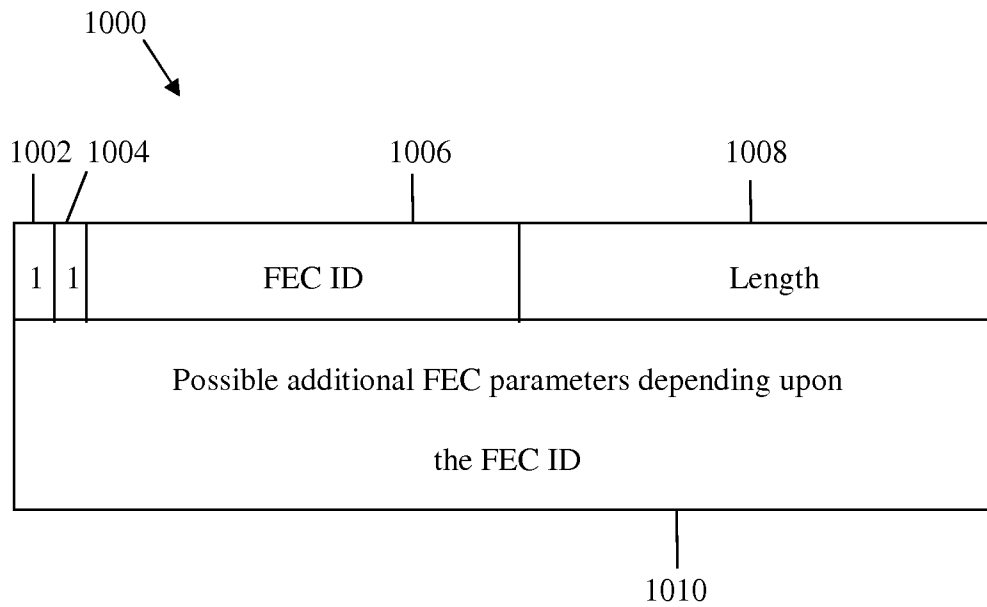 1000
1002 1004 1006 1008
1 1 FEC ID Length
Possible additional FEC parameters depending upon
the FEC ID
1010